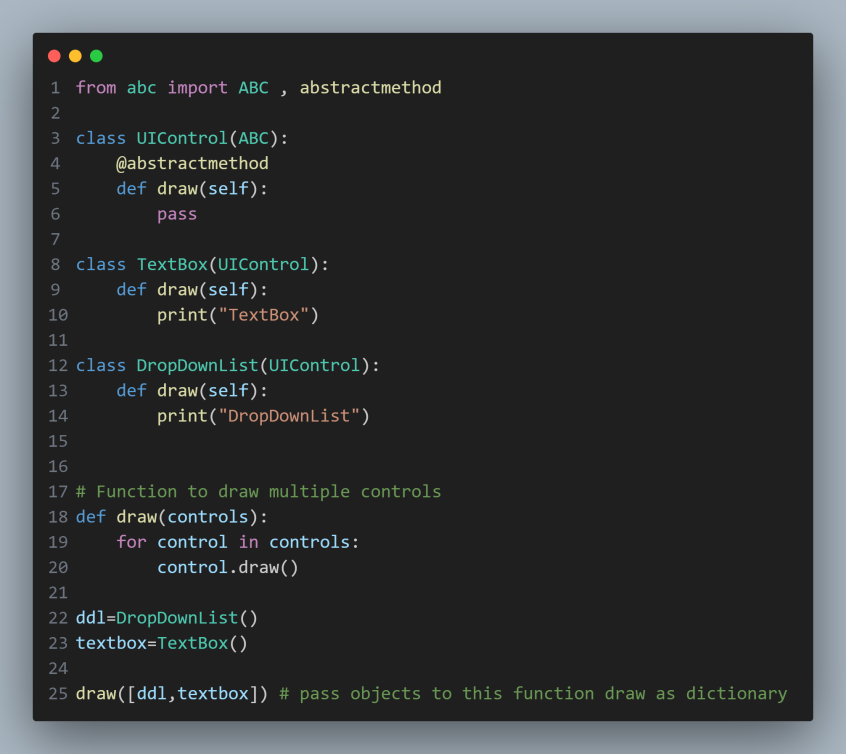 1 from abc import ABC , abstractmethod
2
3 class UIControl(ABC):
4     @abstractmethod
5     def draw(self):
6         pass
7
8 class TextBox(UIControl):
9     def draw(self):
10         print("TextBox")
11
12 class DropDownList(UIControl):
13     def draw(self):
14         print("DropDownList")
15
16
17 # Function to draw multiple controls
18 def draw(controls):
19     for control in controls:
20         control.draw()
21
22 ddl=DropDownList()
23 textbox=TextBox()
24
25 draw([ddl,textbox]) # pass objects to this function draw as dictionary